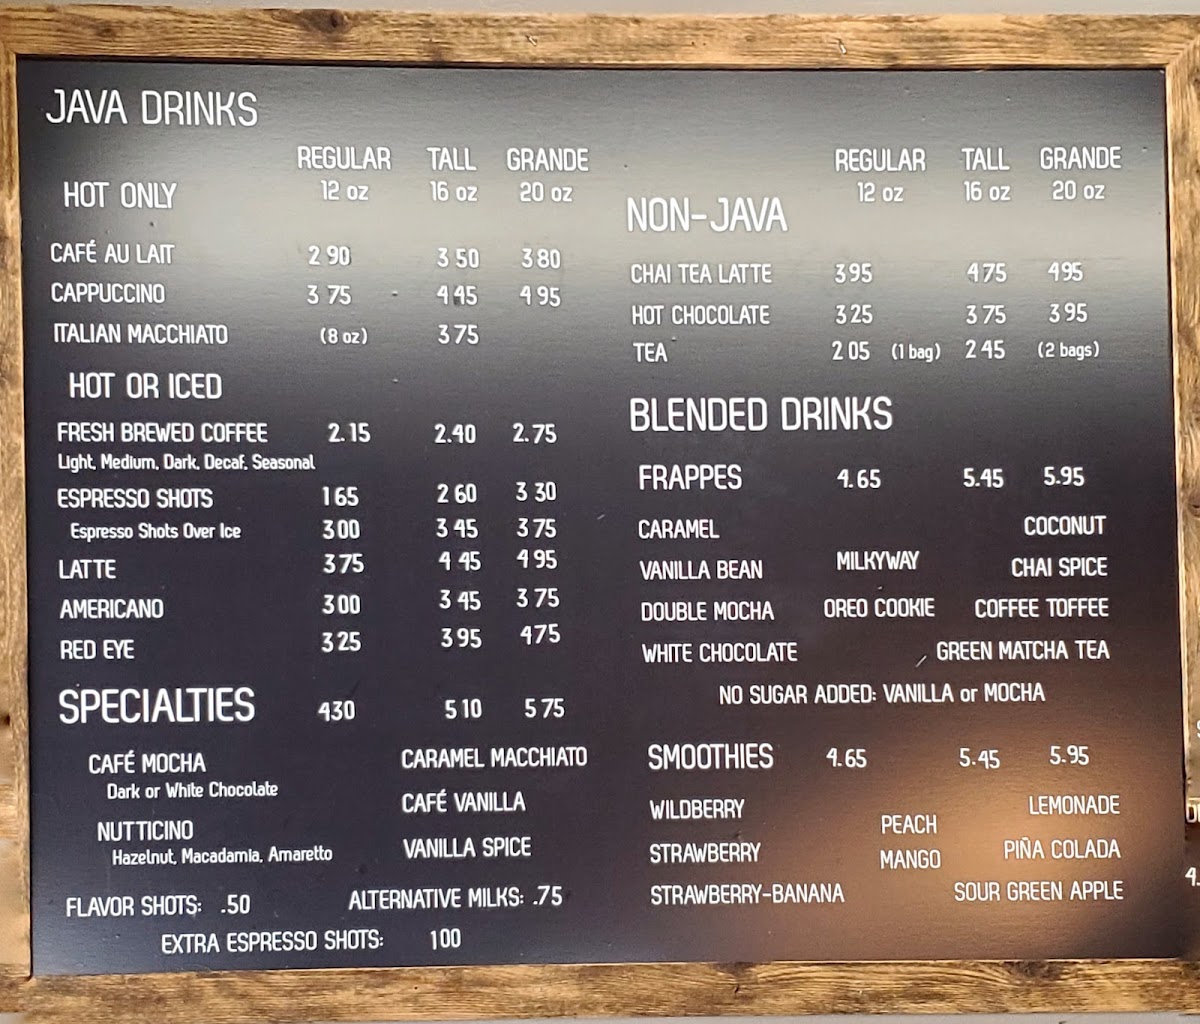 JAVA DRINKS
REGULAR TALL GRANDE
HOT ONLY 12 oz 16 oz 20 oz
CAFÉ AU LAIT 2 90 3 50 3 80
CAPPUCCINO 3 75 4 45 4 95
ITALIAN MACCHIATO (8 oz) 3 75
HOT OR ICED
FRESH BREWED COFFEE 2.15 2.40 2.75
Light, Medium, Dark, Decaf, Seasonal
ESPRESSO SHOTS 1 65 2 60 3 30
Espresso Shots Over Ice 3 00 3 45 3 75
LATTE 3 75 4 45 4 95
AMERICANO 3 00 3 45 3 75
RED EYE 3 25 3 95 4 75
SPECIALTIES 4 30 5 10 5 75
CAFÉ MOCHA CARAMEL MACCHIATO
Dark or White Chocolate
CAFÉ VANILLA
NUTTICINO
Hazelnut, Macadamia, Amaretto VANILLA SPICE
FLAVOR SHOTS: .50 ALTERNATIVE MILKS: .75
EXTRA ESPRESSO SHOTS: 1 00
REGULAR TALL GRANDE
12 oz 16 oz 20 oz
NON-JAVA
CHAI TEA LATTE 3 95 4 75 4 95
HOT CHOCOLATE 3 25 3 75 3 95
TEA 2 05 (1 bag) 2 45 (2 bags)
BLENDED DRINKS
FRAPPES 4.65 5.45 5.95
CARAMEL COCONUT
VANILLA BEAN MILKYWAY CHAI SPICE
DOUBLE MOCHA OREO COOKIE COFFEE TOFFEE
WHITE CHOCOLATE GREEN MATCHA TEA
NO SUGAR ADDED: VANILLA or MOCHA
SMOOTHIES 4.65 5.45 5.95
WILDBERRY PEACH LEMONADE
STRAWBERRY MANGO PIÑA COLADA
STRAWBERRY-BANANA SOUR GREEN APPLE